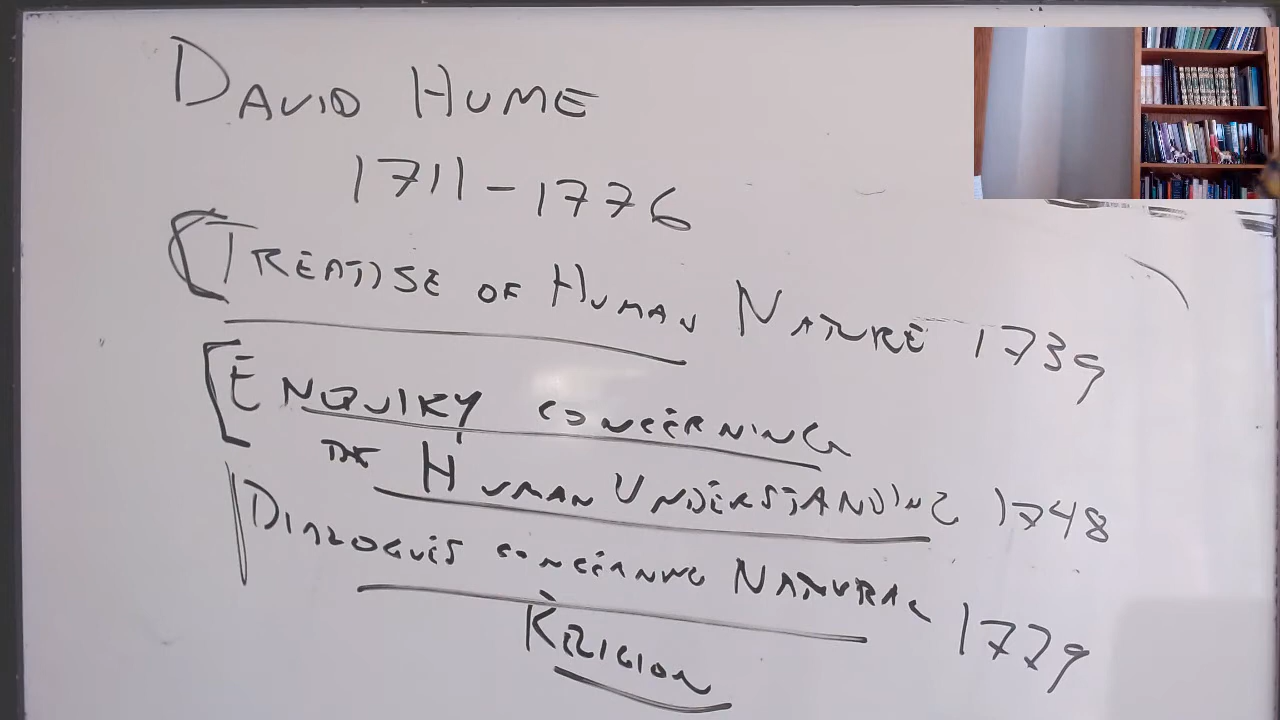 DAVID HUME
1711-1776
TREATISE OF HUMAN NATURE 1739
ENQUIRY CONCERNING
THE HUMAN UNDERSTANDING 1748
DIALOGUES CONCERNING NATURAL 1779
RELIGION